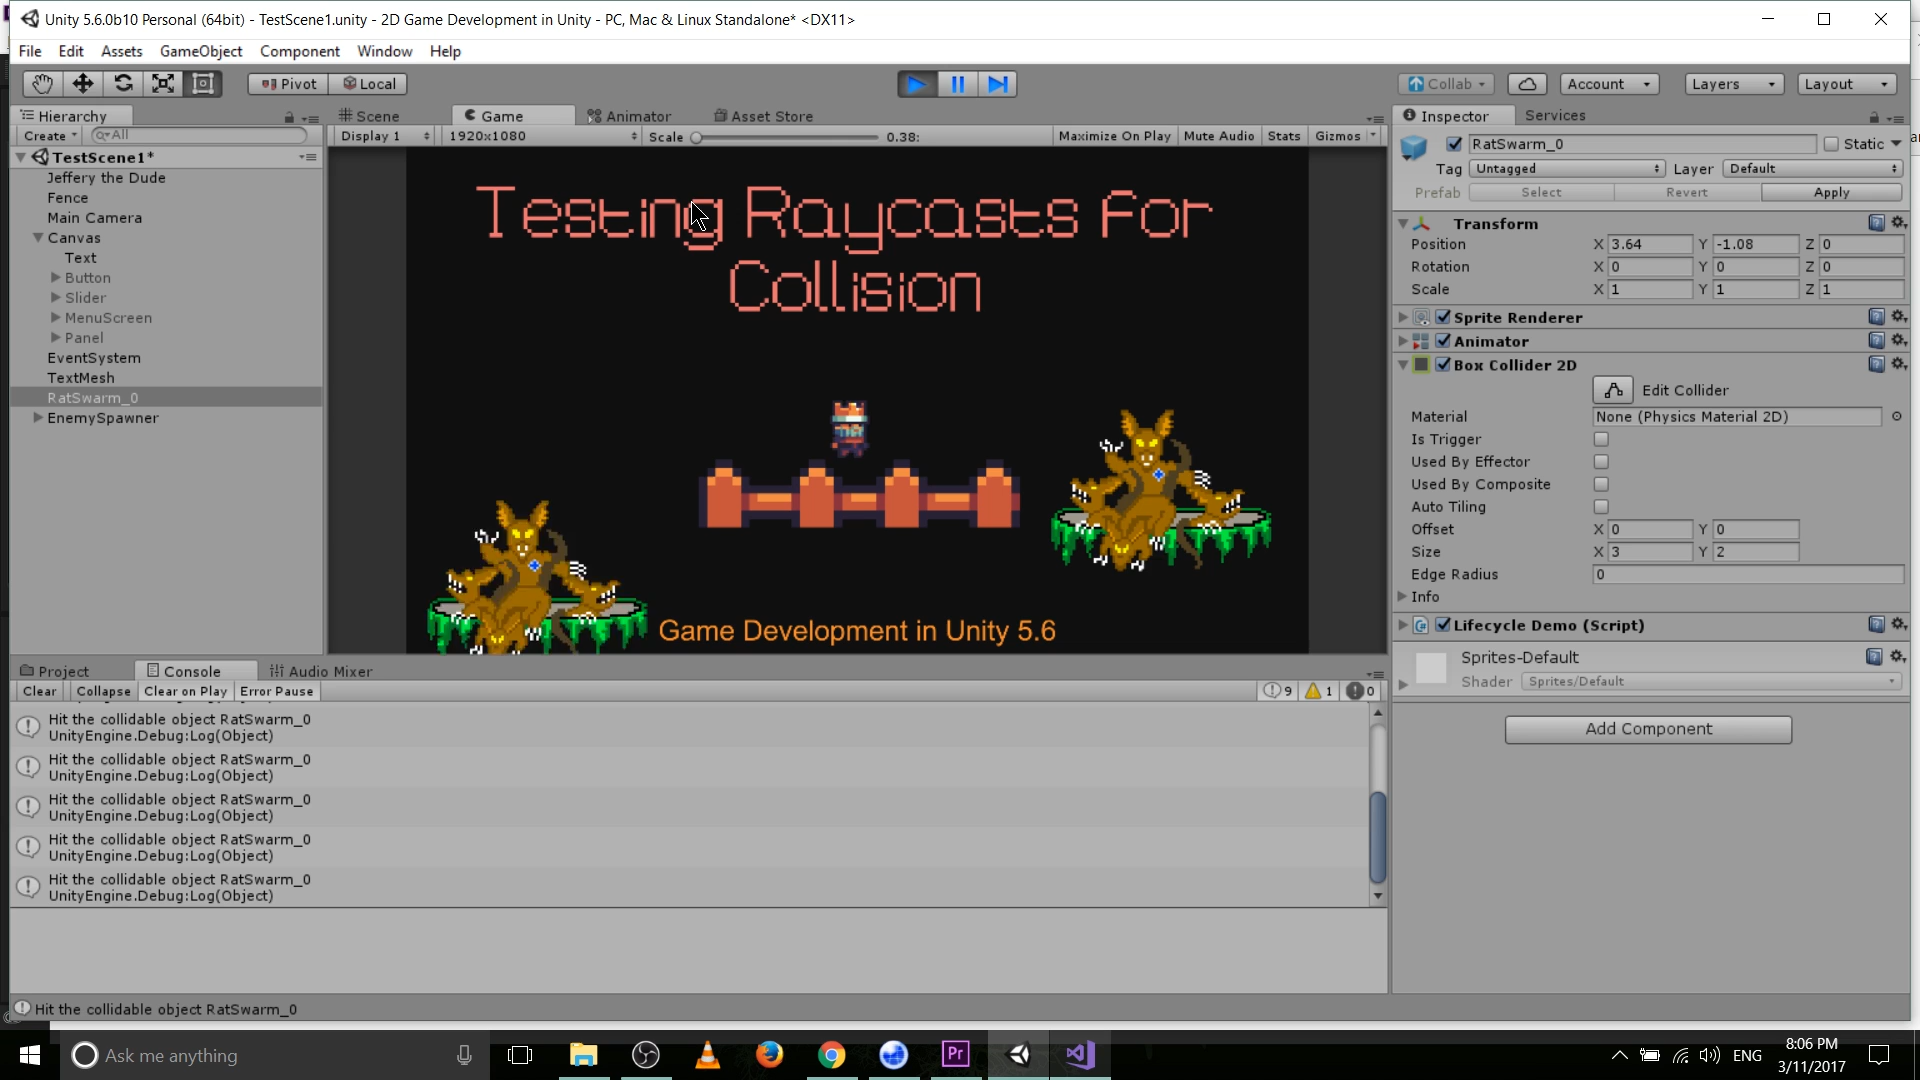 Unity 5.6.0b10 Personal (64bit) - TestScene1.unity - 2D Game Development in Unity - PC, Mac & Linux Standalone* <DX11>
File Edit Assets GameObject Component Window Help
Pivot Local Collab Account Layers Layout
Hierarchy Scene Game Animator Asset Store Inspector Services
Create All Display 1 1920x1080 Scale 0.38: Maximize On Play Mute Audio Stats Gizmos
TestScene1*
Jeffery the Dude
Fence
Main Camera
Canvas
Text
Button
Slider
MenuScreen
Panel
EventSystem
TextMesh
RatSwarm_0
EnemySpawner
Testing Raycasts for
Collision
Game Development in Unity 5.6
RatSwarm_0 Static
Tag Untagged Layer Default
Prefab Select Revert Apply
Transform
Position X 3.64 Y -1.08 Z 0
Rotation X 0 Y 0 Z 0
Scale X 1 Y 1 Z 1
Sprite Renderer
Animator
Box Collider 2D
Edit Collider
Material None (Physics Material 2D)
Is Trigger
Used By Effector
Used By Composite
Auto Tiling
Offset X 0 Y 0
Size X 3 Y 2
Edge Radius 0
Info
Lifecycle Demo (Script)
Sprites-Default
Shader Sprites/Default
Add Component
Project Console Audio Mixer
Clear Collapse Clear on Play Error Pause 9 1 0
Hit the collidable object RatSwarm_0
UnityEngine.Debug:Log(Object)
Hit the collidable object RatSwarm_0
UnityEngine.Debug:Log(Object)
Hit the collidable object RatSwarm_0
UnityEngine.Debug:Log(Object)
Hit the collidable object RatSwarm_0
UnityEngine.Debug:Log(Object)
Hit the collidable object RatSwarm_0
UnityEngine.Debug:Log(Object)
Hit the collidable object RatSwarm_0
Ask me anything
Pr
ENG
8:06 PM
3/11/2017